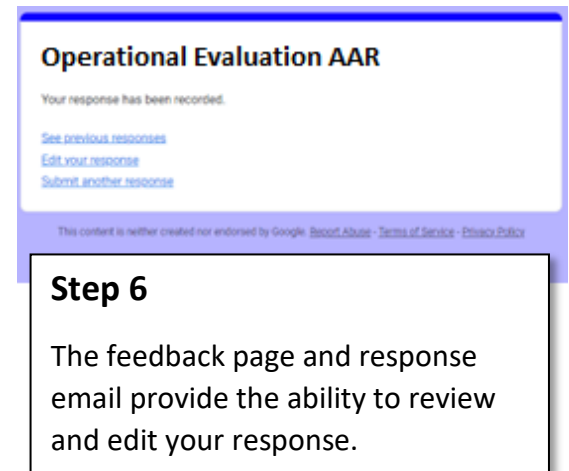 Operational Evaluation AAR
Your response has been recorded.
See previous responses
Edit your response
Submit another response
This content is neither created nor endorsed by Google. Report Abuse - Terms of Service - Privacy Policy
Step 6
The feedback page and response
email provide the ability to review
and edit your response.